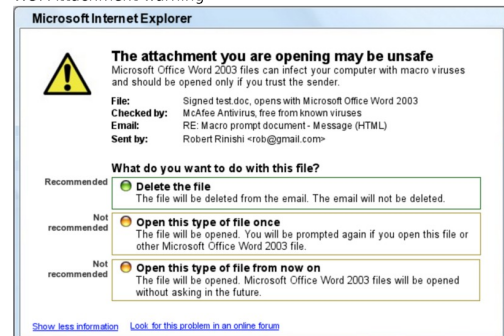 Microsoft Internet Explorer
The attachment you are opening may be unsafe
Microsoft Office Word 2003 files can infect your computer with macro viruses
and should be opened only if you trust the sender.
File: Signed test.doc, opens with Microsoft Office Word 2003
Checked by: McAfee Antivirus, free from known viruses
Email: RE: Macro prompt document - Message (HTML)
Sent by: Robert Rinishi <rob@gmail.com>
What do you want to do with this file?
Recommended Delete the file
The file will be deleted from the email. The email will not be deleted.
Not recommended Open this type of file once
The file will be opened. You will be prompted again if you open this file or
other Microsoft Office Word 2003 file.
Not recommended Open this type of file from now on
The file will be opened. Microsoft Word 2003 files will be opened
without asking in the future.
Show less information Look for this problem in an online forum